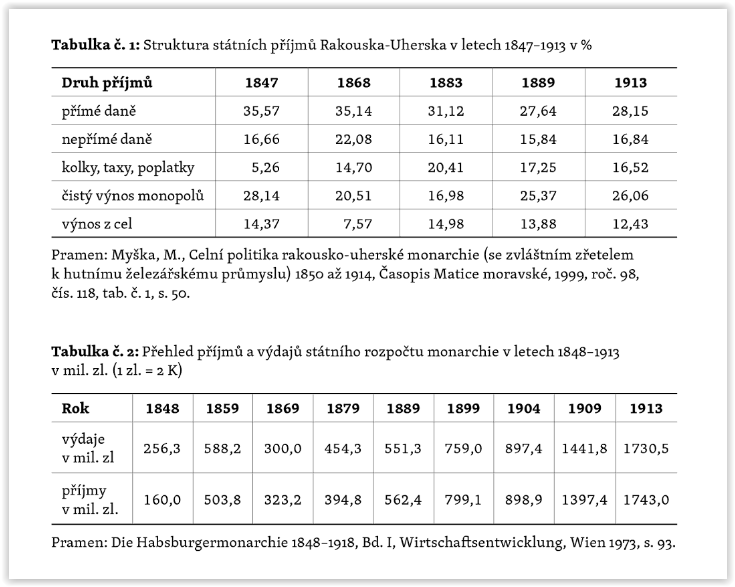 Tabulka č. 1: Struktura státních příjmů Rakouska-Uherska v letech 1847–1913 v %
Druh příjmů 1847 1868 1883 1889 1913
přímé daně 35,57 35,14 31,12 27,64 28,15
nepřímé daně 16,66 22,08 16,11 15,84 16,84
kolky, taxy, poplatky 5,26 14,70 20,41 17,25 16,52
čistý výnos monopolů 28,14 20,51 16,98 25,37 26,06
výnos z cel 14,37 7,57 14,98 13,88 12,43
Pramen: Myška, M., Celní politika rakousko-uherské monarchie (se zvláštním zřetelem
k hutnímu železářskému průmyslu) 1850 až 1914, Časopis Matice moravské, 1999, roč. 98,
čís. 118, tab. č. 1, s. 50.
Tabulka č. 2: Přehled příjmů a výdajů státního rozpočtu monarchie v letech 1848–1913
v mil. zl. (1 zl. = 2 K)
Rok 1848 1859 1869 1879 1889 1899 1904 1909 1913
výdaje
v mil. zl 256,3 588,2 300,0 454,3 551,3 759,0 897,4 1441,8 1730,5
příjmy
v mil. zl. 160,0 503,8 323,2 394,8 562,4 799,1 898,9 1397,4 1743,0
Pramen: Die Habsburgermonarchie 1848–1918, Bd. I, Wirtschaftsentwicklung, Wien 1973, s. 93.